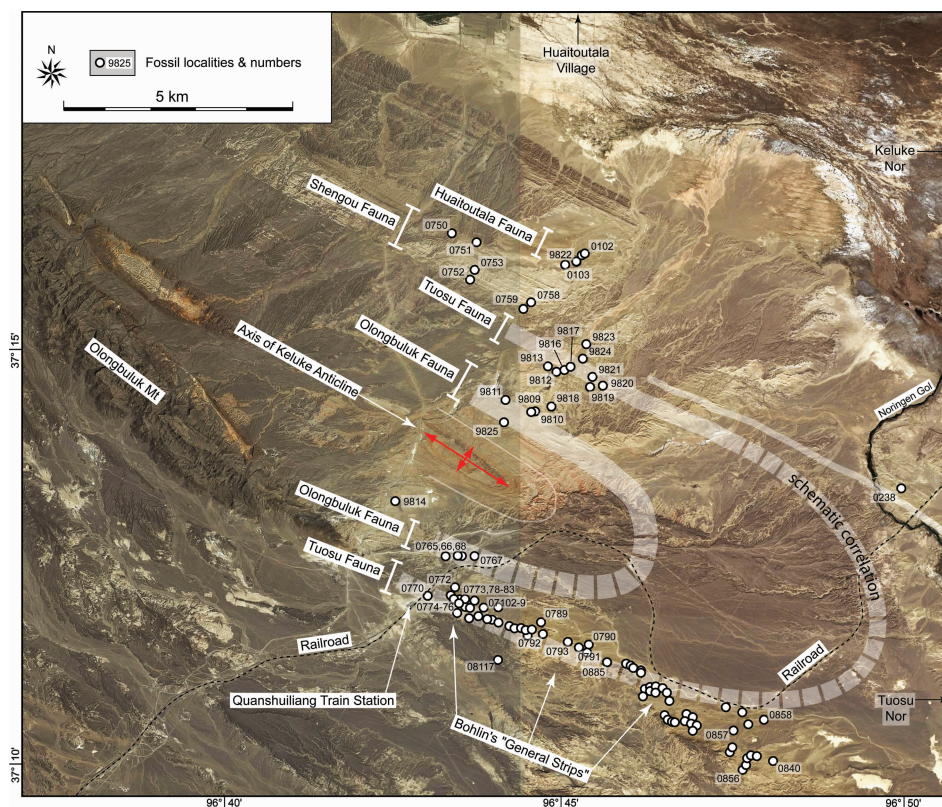 N
9825
Fossil localities & numbers
5 km
Huaitoutala
Village
Keluke
Nor
Shengou Fauna
Huaitoutala Fauna
0750
0751
0753
0752
9822
0102
0103
0758
0759
Tuosu Fauna
Olongbuluk Fauna
Axis of Keluke Anticline
Olongbuluk Mt
9817
9816
9813
9812
9823
9824
9821
9820
9819
9811
9809
9818
9810
9825
Noringen Gol
0238
schematic correlation
9814
Olongbuluk Fauna
Tuosu Fauna
0765,66,68
0767
0772
0770
0773,78-83
0774-76
07102-9
0789
0792
0793
0790
0791
0885
08117
Railroad
Railroad
Quanshuiliang Train Station
Bohlin's "General Strips"
0858
0857
0856
0840
Tuosu
Nor
37° 15'
37° 10'
96° 40'
96° 45'
96° 50'